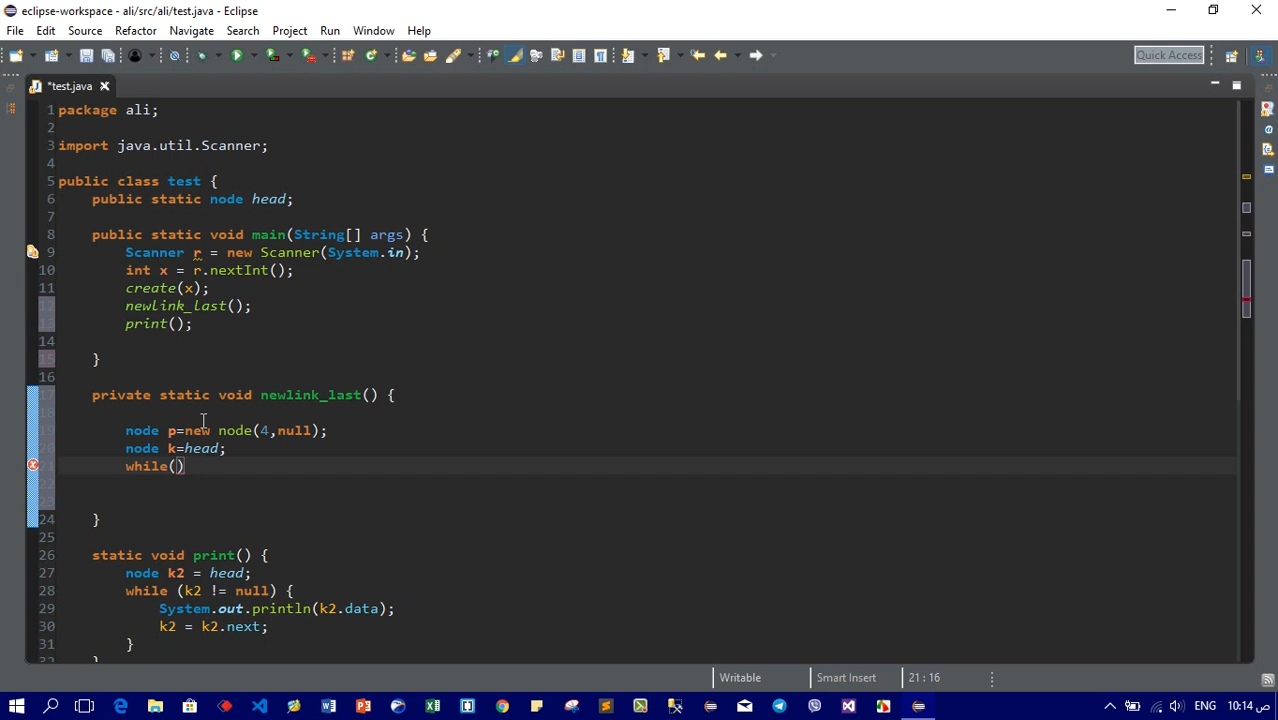 eclipse-workspace - ali/src/ali/test.java - Eclipse
File Edit Source Refactor Navigate Search Project Run Window Help
Quick Access
*test.java
1 package ali;
2
3 import java.util.Scanner;
4
5 public class test {
6 public static node head;
7
8 public static void main(String[] args) {
9 Scanner r = new Scanner(System.in);
10 int x = r.nextInt();
11 create(x);
12 newlink_last();
13 print();
14
15 }
16
17 private static void newlink_last() {
18
19 node p=new node(4,null);
20 node k=head;
21 while()
22
23
24 }
25
26 static void print() {
27 node k2 = head;
28 while (k2 != null) {
29 System.out.println(k2.data);
30 k2 = k2.next;
31 }
32 }
Writable Smart Insert 21 : 16
ENG 10:14 ص